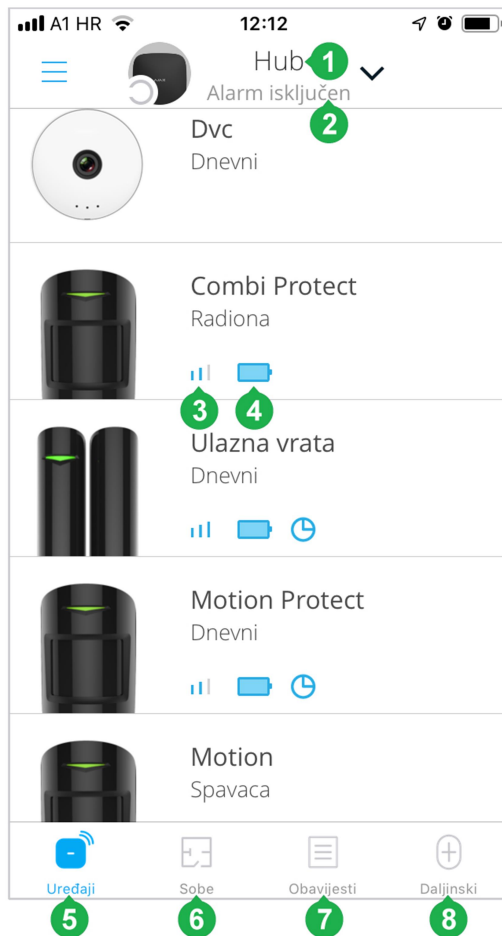 A1 HR 12:12
Hub 1
Alarm isključen
2
Dvc
Dnevni
Combi Protect
Radiona
3 4
Ulazna vrata
Dnevni
Motion Protect
Dnevni
Motion
Spavaca
Uređaji Sobe Obavijesti Daljinski
5 6 7 8